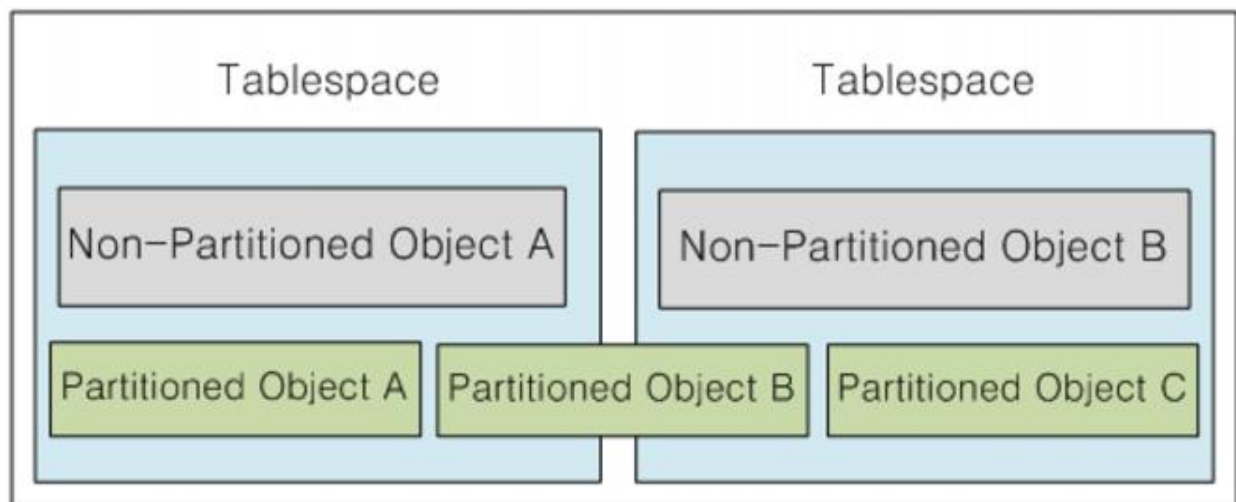 Tablespace
Tablespace
Non-Partitioned Object A
Non-Partitioned Object B
Partitioned Object A
Partitioned Object B
Partitioned Object C